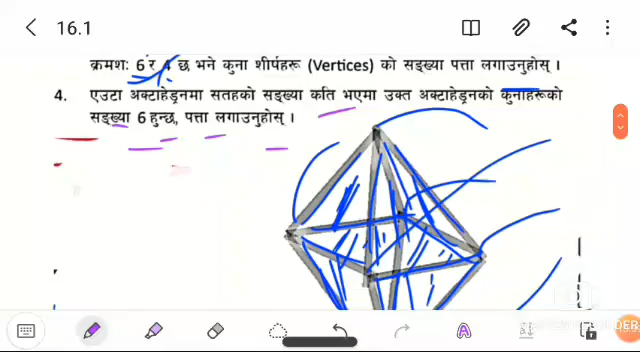 16.1
क्रमश: 6 र 4 छ भने कुना शीर्पहरू (Vertices) को सङ्ख्या पत्ता लगाउनुहोस् ।
4. एउटा अक्टाहेड्रनमा सतहको सङ्ख्या कति भएमा उक्त अक्टाहेड्रनको कुनाहरूको
सङ्ख्या 6 हुन्छ, पत्ता लगाउनुहोस् ।